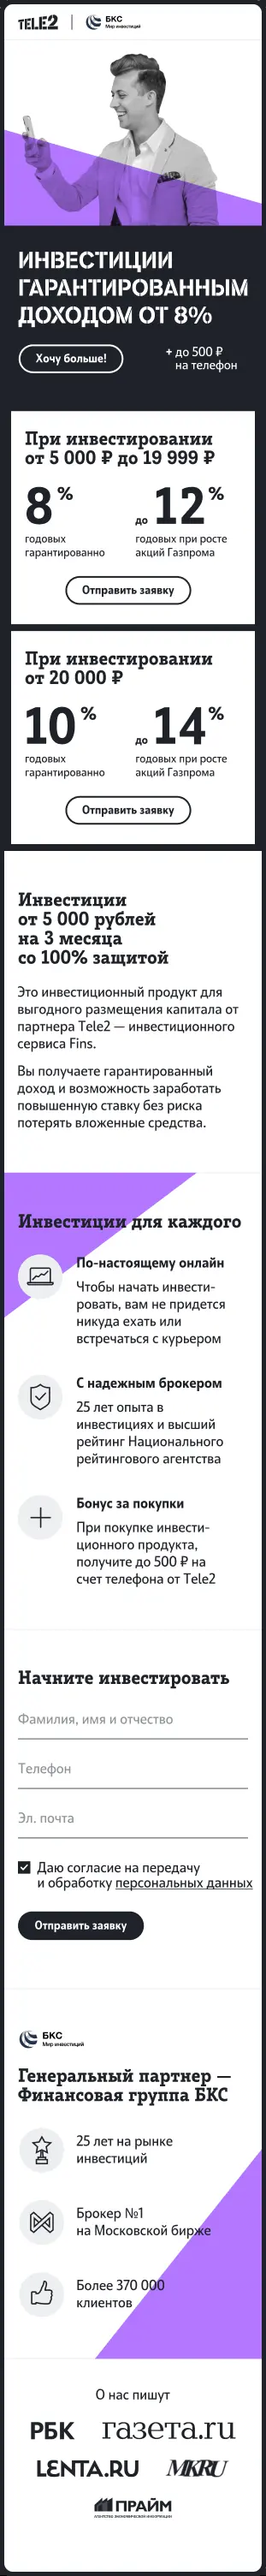 TELE2
БКС
Мир инвестиций
ИНВЕСТИЦИИ
ГАРАНТИРОВАННЫМ
ДОХОДОМ ОТ 8%
Хочу больше!
+ до 500 ₽
на телефон
При инвестировании
от 5 000 ₽ до 19 999 ₽
8 % до 12 %
годовых годовых при росте
гарантированно акций Газпрома
Отправить заявку
При инвестировании
от 20 000 ₽
10 % до 14 %
годовых годовых при росте
гарантированно акций Газпрома
Отправить заявку
Инвестиции
от 5 000 рублей
на 3 месяца
со 100% защитой
Это инвестиционный продукт для
выгодного размещения капитала от
партнера Tele2 — инвестиционного
сервиса Fins.
Вы получаете гарантированный
доход и возможность заработать
повышенную ставку без риска
потерять вложенные средства.
Инвестиции для каждого
По-настоящему онлайн
Чтобы начать инвести-
ровать, вам не придется
никуда ехать или
встречаться с курьером
С надежным брокером
25 лет опыта в
инвестициях и высший
рейтинг Национального
рейтингового агентства
Бонус за покупки
При покупке инвести-
ционного продукта,
получите до 500 ₽ на
счет телефона от Tele2
Начните инвестировать
Фамилия, имя и отчество
Телефон
Эл. почта
Даю согласие на передачу
и обработку персональных данных
Отправить заявку
БКС
Мир инвестиций
Генеральный партнер —
Финансовая группа БКС
25 лет на рынке
инвестиций
Брокер №1
на Московской бирже
Более 370 000
клиентов
О нас пишут
РБК газета.ru
LENTA.RU MKRU
ПРАЙМ
АГЕНТСТВО ЭКОНОМИЧЕСКОЙ ИНФОРМАЦИИ